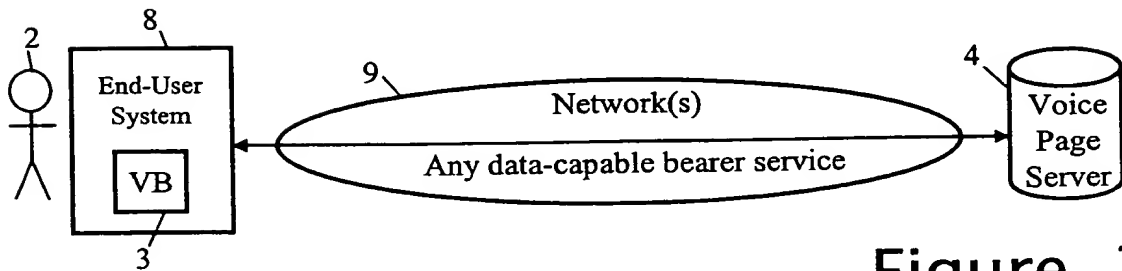 2
8
End-User
System
VB
3
9
Network(s)
Any data-capable bearer service
4
Voice
Page
Server
Figure